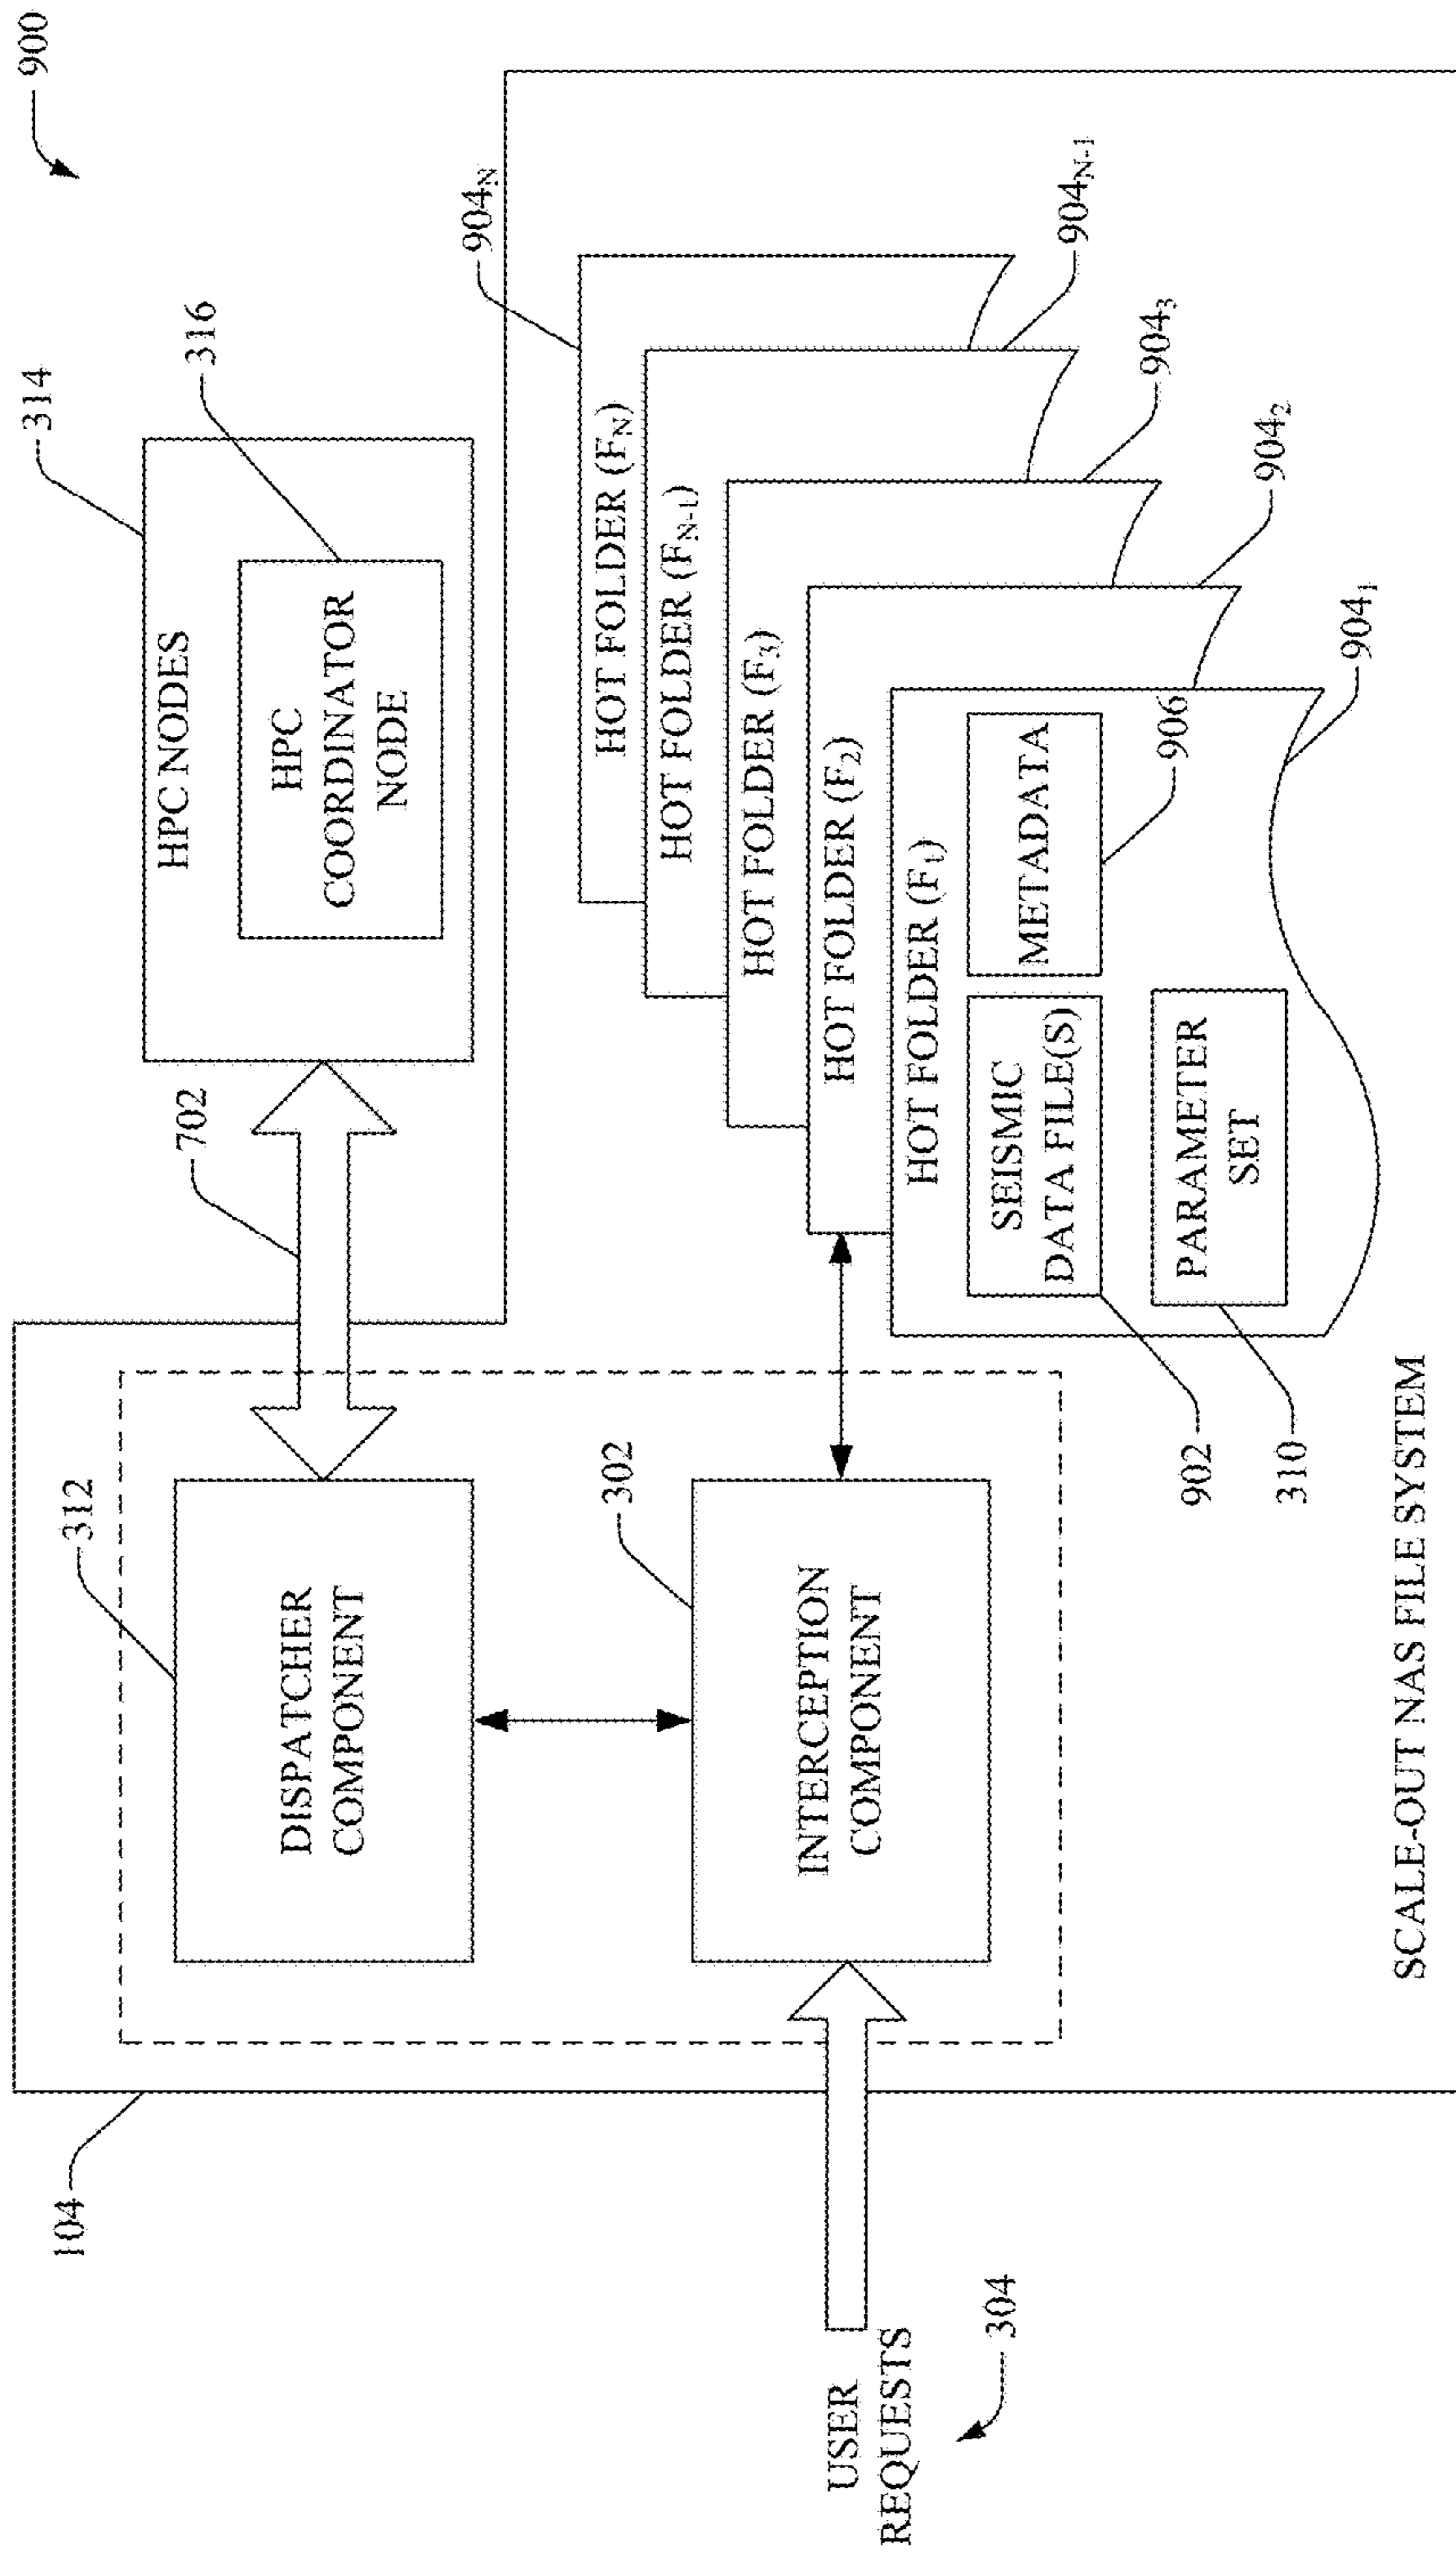 900
104
312
DISPATCHER
COMPONENT
702
314
HPC NODES
316
HPC
COORDINATOR
NODE
302
INTERCEPTION
COMPONENT
USER
REQUESTS
304
904N
HOT FOLDER (FN)
904N-1
HOT FOLDER (FN-1)
904₃
HOT FOLDER (F₃)
904₂
HOT FOLDER (F₂)
904₁
HOT FOLDER (F₁)
SEISMIC
DATA FILE(S)
902
METADATA
906
PARAMETER
SET
310
SCALE-OUT NAS FILE SYSTEM